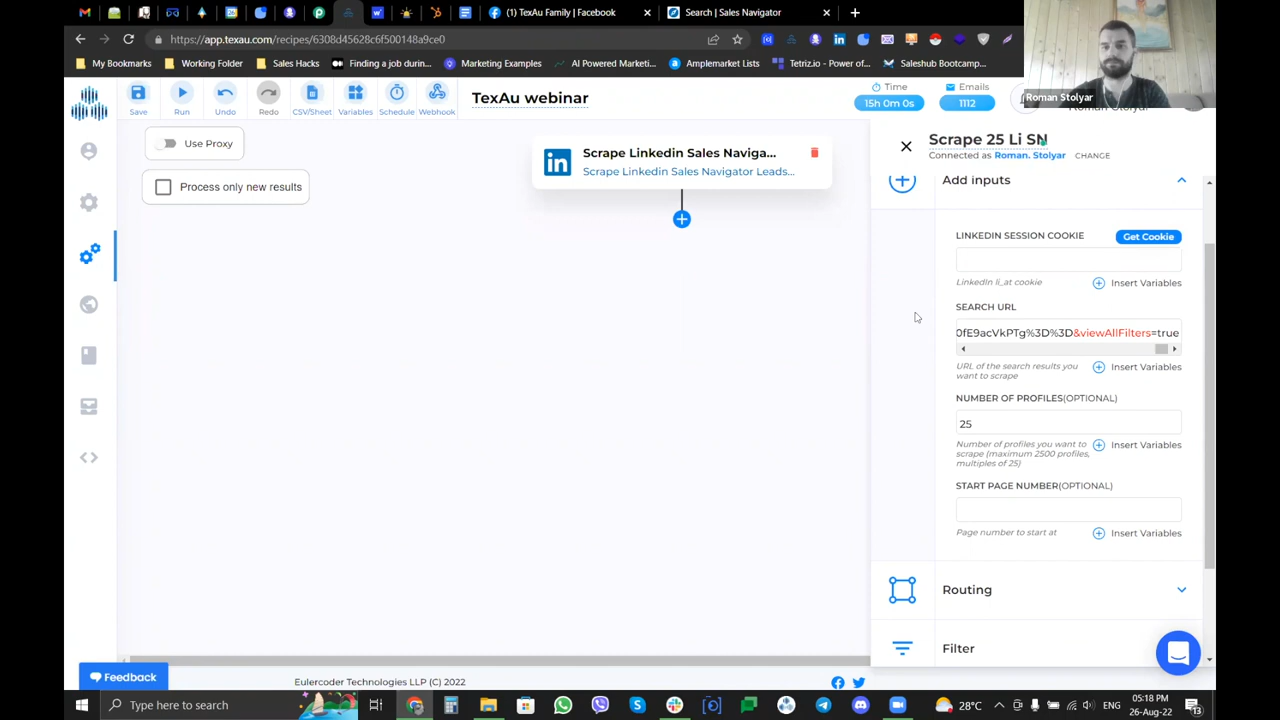 (1) TexAu Family | Facebook
Search | Sales Navigator
https://app.texau.com/recipes/6308d45628c6f500148a9ce0
My Bookmarks
Working Folder
Sales Hacks
Finding a job durin...
Marketing Examples
AI Powered Marketi...
Amplemarket Flows
Tetriz.io - Power of...
Saleshub Bootcamp...
Roman Stolyar
Save
Run
Undo
Redo
CSV/Sheet
Variables
Schedule
Webhook
TexAu webinar
Time
15h 0m 0s
Emails
1112
Use Proxy
Process only new results
Scrape Linkedin Sales Naviga...
Scrape Linkedin Sales Navigator Leads...
Scrape 25 Li SN
Connected as Roman. Stolyar CHANGE
Add inputs
LINKEDIN SESSION COOKIE
Get Cookie
LinkedIn li_at cookie
Insert Variables
SEARCH URL
0fE9acVkPTg%3D%3D&viewAllFilters=true
URL of the search results you
want to scrape
Insert Variables
NUMBER OF PROFILES(OPTIONAL)
25
Number of profiles you want to
scrape (maximum 2500 profiles,
multiples of 25)
Insert Variables
START PAGE NUMBER(OPTIONAL)
Page number to start at
Insert Variables
Routing
Filter
Feedback
Eulercoder Technologies LLP (C) 2022
Type here to search
28°C
ENG
05:18 PM
26-Aug-22
13